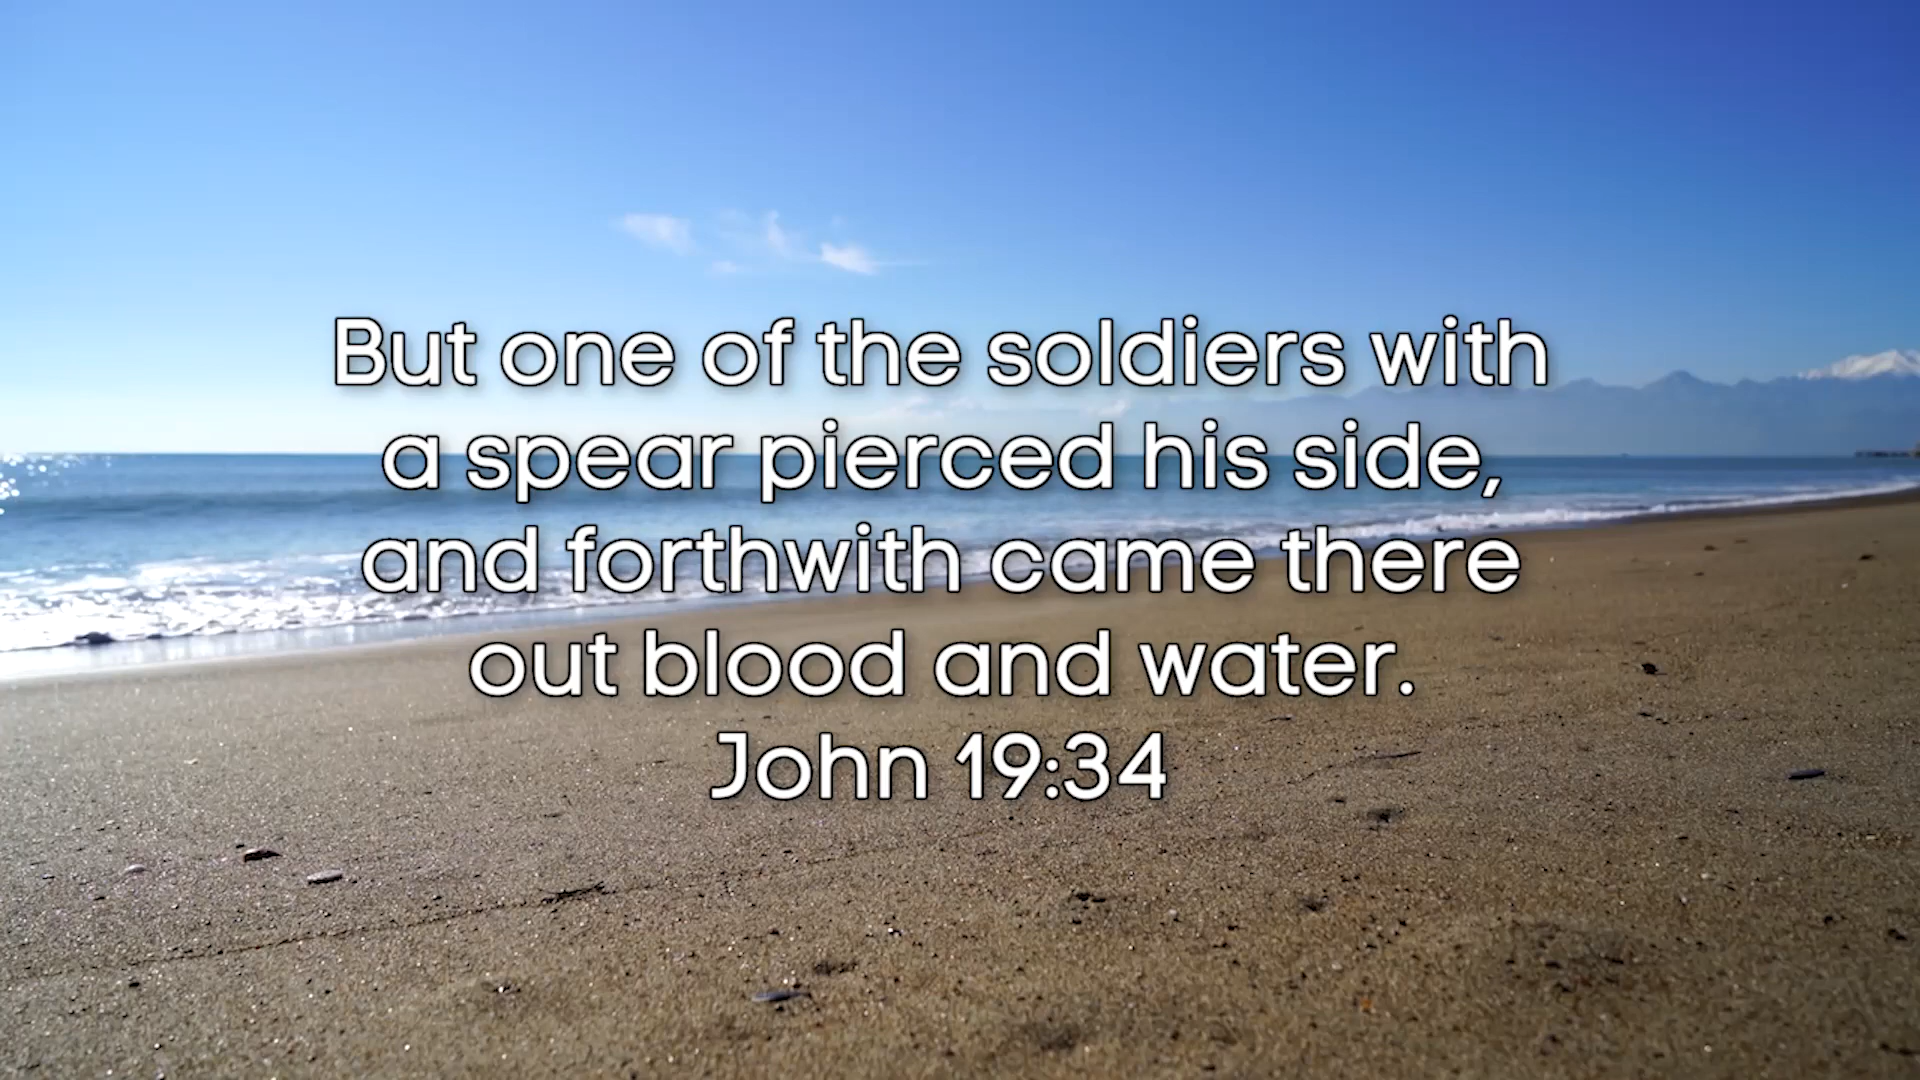 But one of the soldiers with
a spear pierced his side,
and forthwith came there
out blood and water.
John 19:34